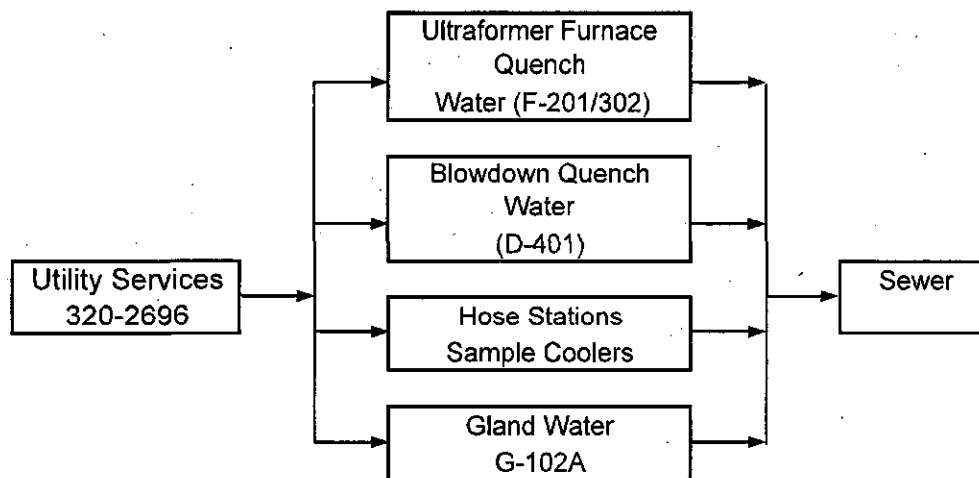 Ultraformer Furnace
Quench
Water (F-201/302)
Blowdown Quench
Water
(D-401)
Utility Services
320-2696
Hose Stations
Sample Coolers
Sewer
Gland Water
G-102A